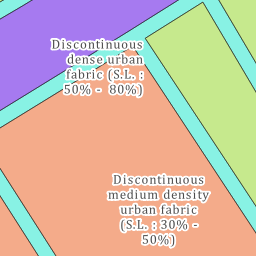 Discontinuous
dense urban
fabric (S.L. :
50% - 80%)
Discontinuous
medium density
urban fabric
(S.L. : 30% -
50%)